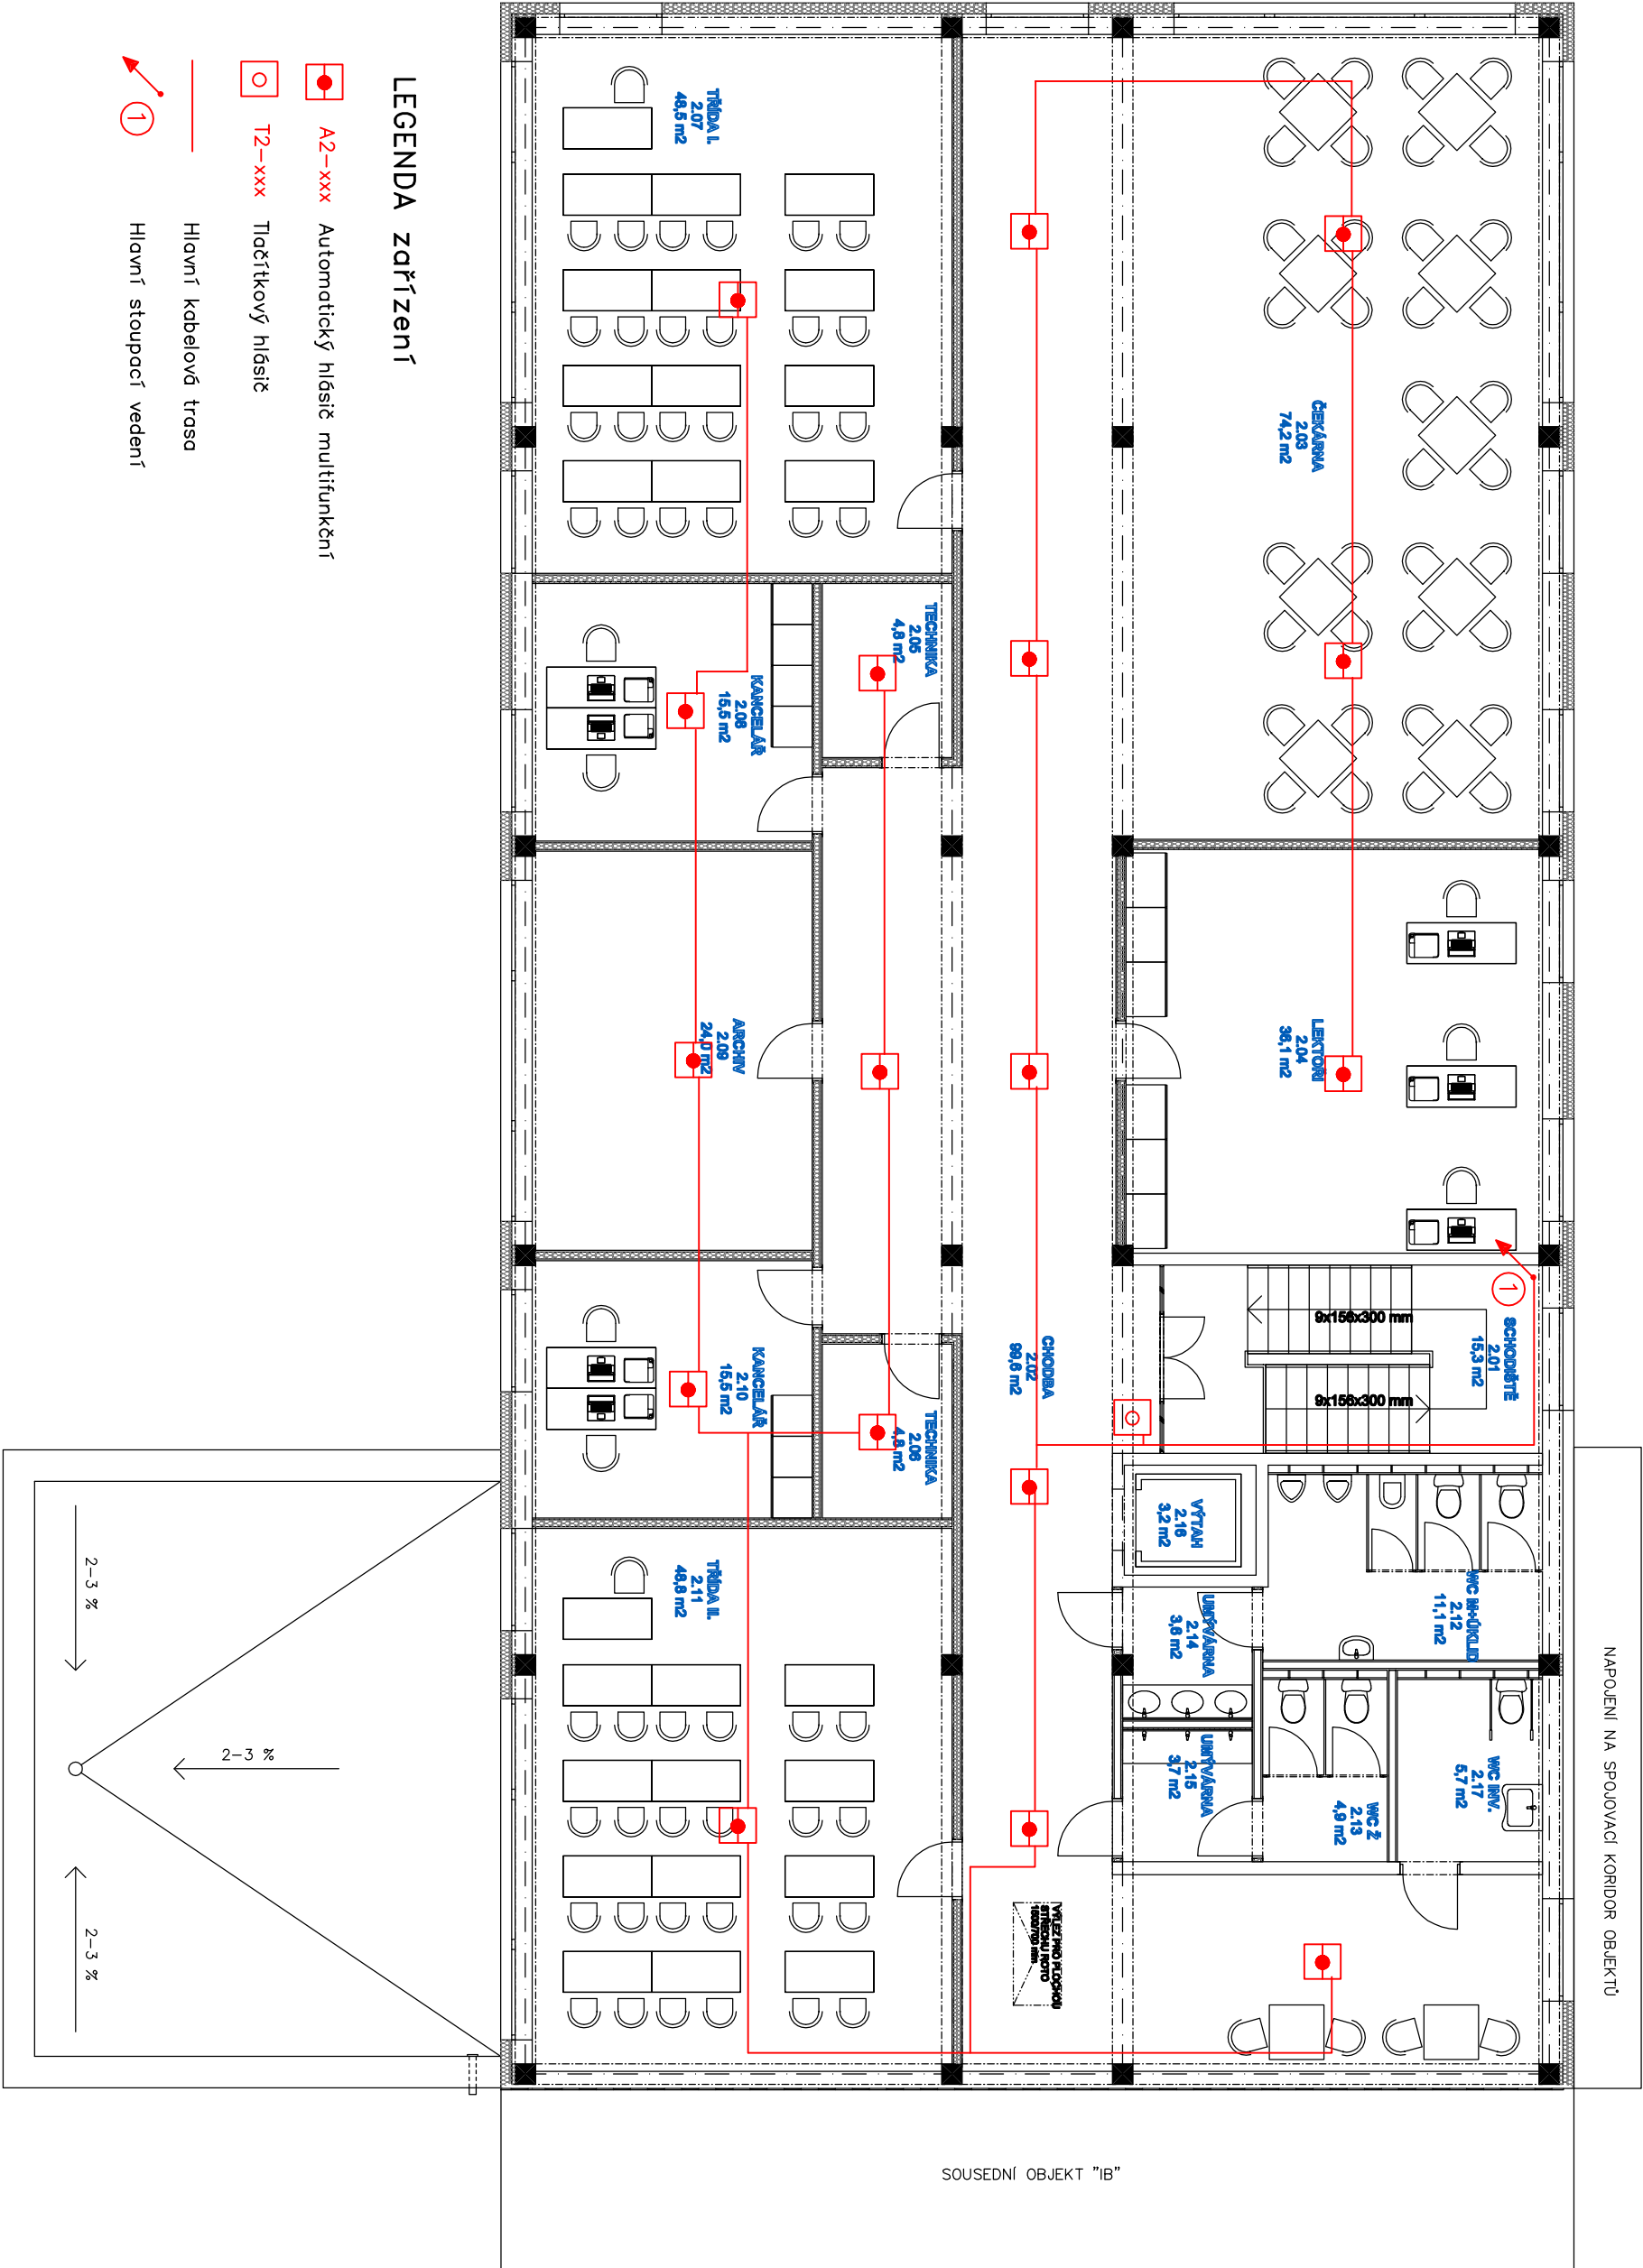 LEGENDA zařízení
A2-xxx Automatický hlásič multifunkční
T2-xxx Tlačítkový hlásič
Hlavní kabelová trasa
1 Hlavní stoupací vedení
NAPOJENÍ NA SPOJOVACÍ KORIDOR OBJEKTŮ
SOUSEDNÍ OBJEKT "IB"
ČEKÁRNA
2.03
74,2 m2
LEKTOŘI
2.04
36,1 m2
1
SCHODIŠTĚ
2.01
15,3 m2
9x156x300 mm
9x156x300 mm
CHODBA
2.02
99,6 m2
VÝTAH
2.16
3,2 m2
WC M+ÚKLID
2.12
11,1 m2
UMÝVÁRNA
2.14
3,6 m2
UMÝVÁRNA
2.15
3,7 m2
WC Ž
2.13
4,9 m2
WC INV.
2.17
5,7 m2
VÝLEZ PRO PLOCHOU
STŘECHU ROTO
TŘÍDA I.
2.07
48,5 m2
TECHNIKA
2.05
4,8 m2
KANCELÁŘ
2.08
15,5 m2
ARCHIV
2.09
24,0 m2
KANCELÁŘ
2.10
15,5 m2
TECHNIKA
2.06
4,8 m2
TŘÍDA II.
2.11
48,8 m2
2-3 %
2-3 %
2-3 %